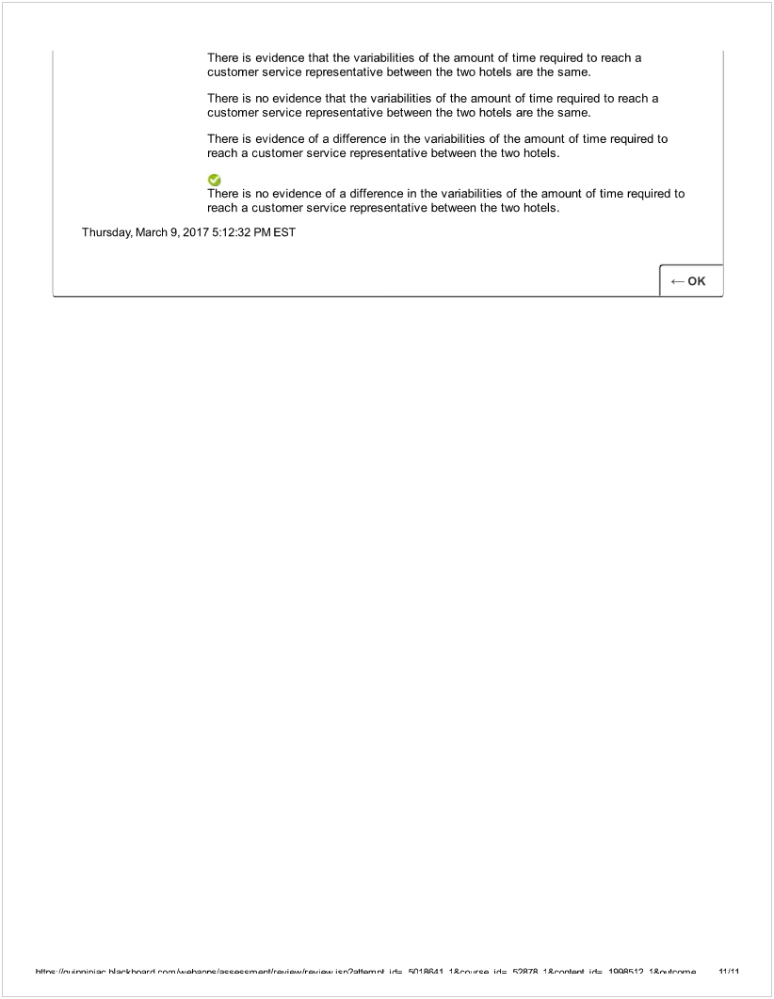 There is evidence that the variabilities of the amount of time required to reach a
customer service representative between the two hotels are the same.
There is no evidence that the variabilities of the amount of time required to reach a
customer service representative between the two hotels are the same.
There is evidence of a difference in the variabilities of the amount of time required to
reach a customer service representative between the two hotels.
There is no evidence of a difference in the variabilities of the amount of time required to
reach a customer service representative between the two hotels.
Thursday, March 9, 2017 5:12:32 PM EST
← OK
https://quinnipiac.blackboard.com/webapps/assessment/review/review.jsp?attempt_id=_5018641_1&course_id=_52878_1&content_id=_1998512_1&outcome… 11/11